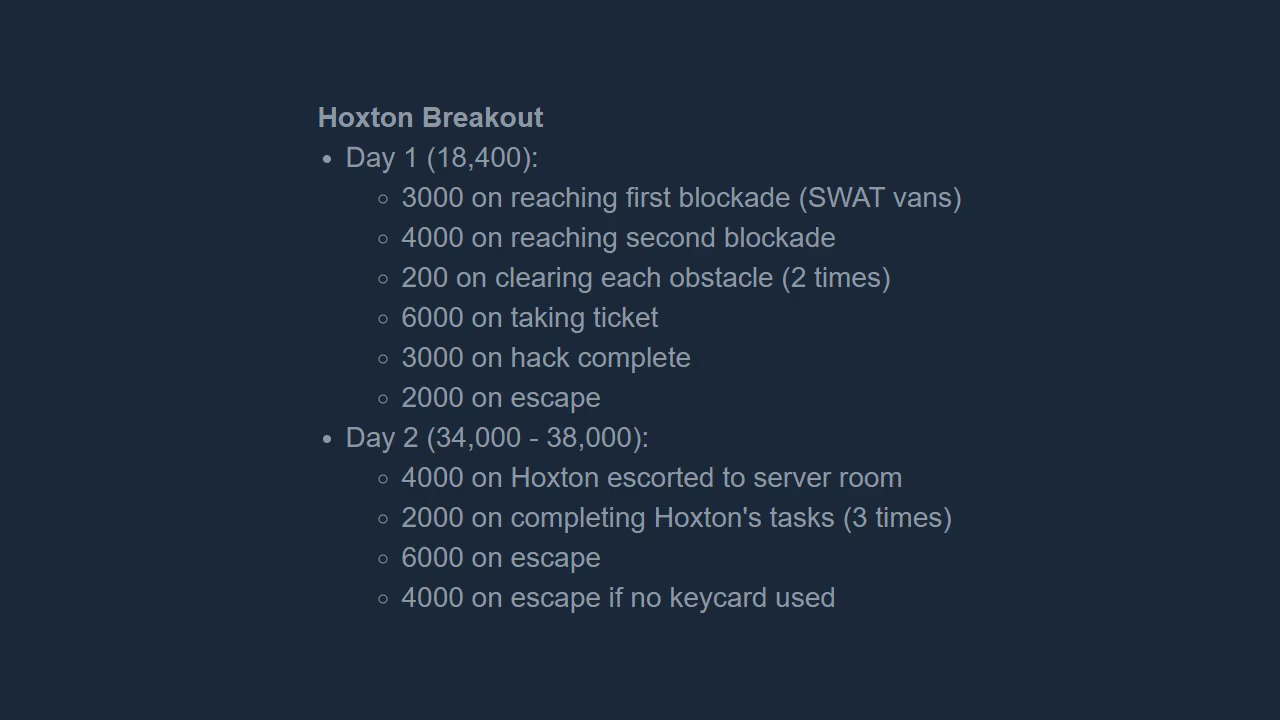 Hoxton Breakout
• Day 1 (18,400):
◦ 3000 on reaching first blockade (SWAT vans)
◦ 4000 on reaching second blockade
◦ 200 on clearing each obstacle (2 times)
◦ 6000 on taking ticket
◦ 3000 on hack complete
◦ 2000 on escape
• Day 2 (34,000 - 38,000):
◦ 4000 on Hoxton escorted to server room
◦ 2000 on completing Hoxton's tasks (3 times)
◦ 6000 on escape
◦ 4000 on escape if no keycard used